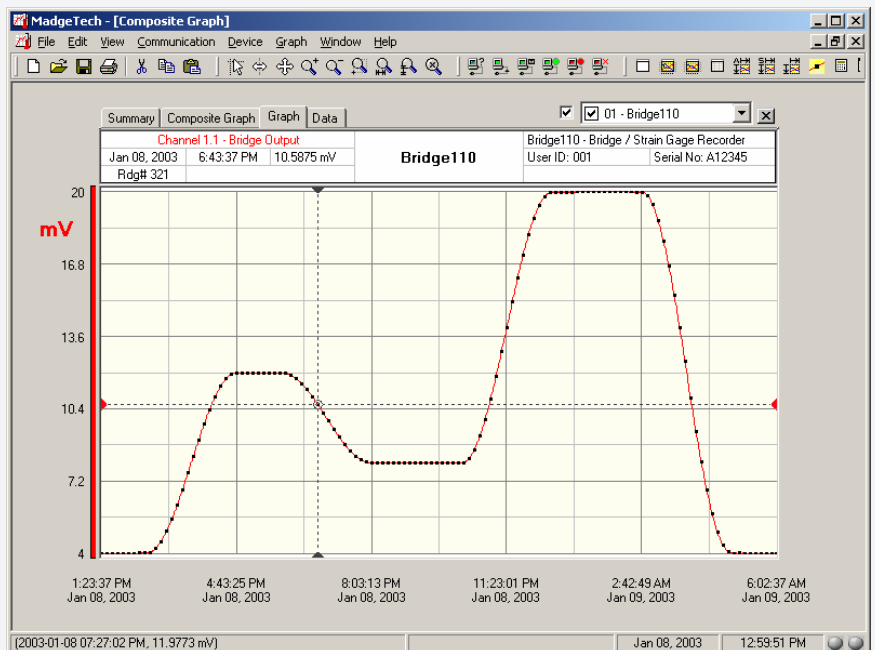 MadgeTech - [Composite Graph]
File Edit View Communication Device Graph Window Help
Summary Composite Graph Graph Data
01 - Bridge110
Channel 1.1 - Bridge Output
Jan 08, 2003 6:43:37 PM 10.5875 mV
Rdg# 321
Bridge110
Bridge110 - Bridge / Strain Gage Recorder
User ID: 001 Serial No: A12345
mV
20
16.8
13.6
10.4
7.2
4
1:23:37 PM 4:43:25 PM 8:03:13 PM 11:23:01 PM 2:42:49 AM 6:02:37 AM
Jan 08, 2003 Jan 08, 2003 Jan 08, 2003 Jan 08, 2003 Jan 09, 2003 Jan 09, 2003
(2003-01-08 07:27:02 PM, 11.9773 mV) Jan 08, 2003 12:59:51 PM